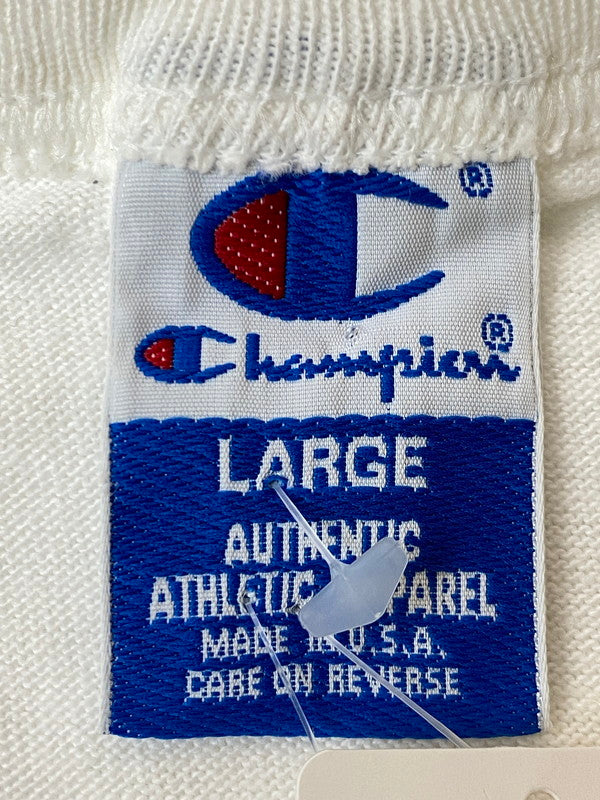 ®
Champion®
LARGE
AUTHENTIC
ATHLETIC APPAREL
MADE IN U.S.A.
CARE ON REVERSE